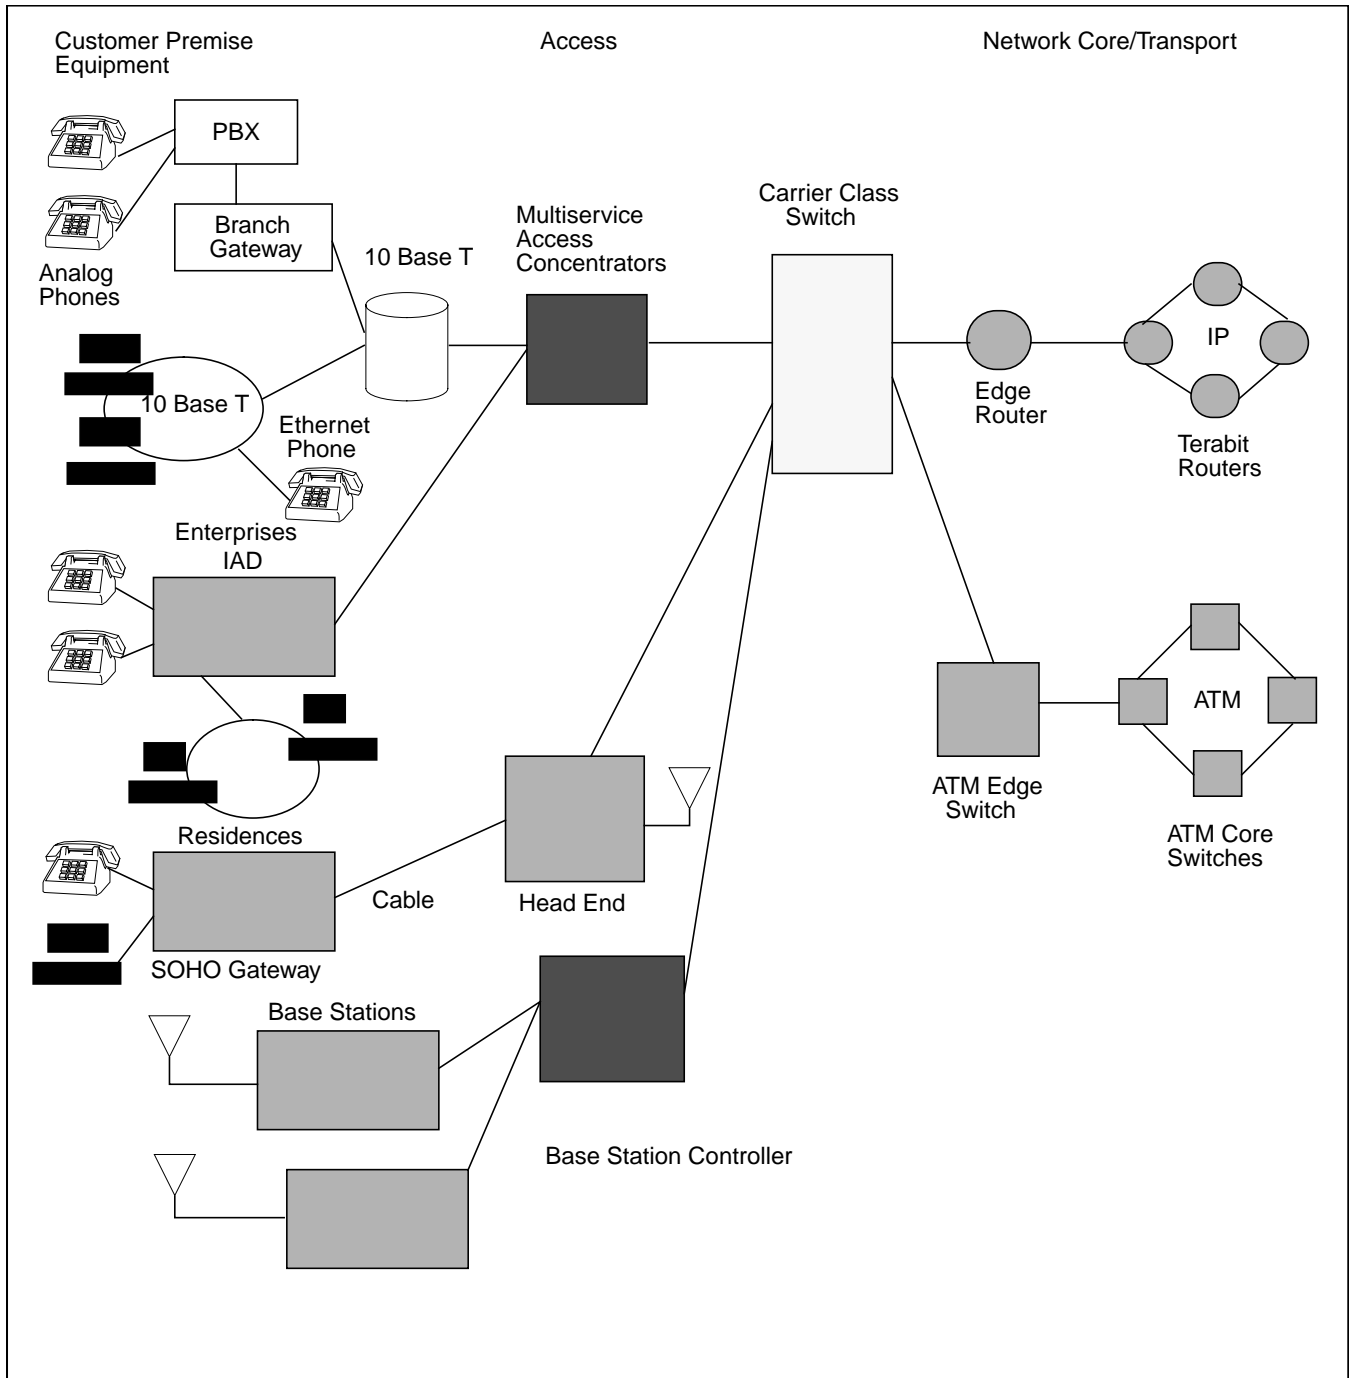 Customer Premise
Equipment
Access
Network Core/Transport
PBX
Branch
Gateway
10 Base T
Analog
Phones
Multiservice
Access
Concentrators
Carrier Class
Switch
10 Base T
Ethernet
Phone
Edge
Router
IP
Terabit
Routers
Enterprises
IAD
Residences
Cable
Head End
SOHO Gateway
ATM
ATM Edge
Switch
ATM Core
Switches
Base Stations
Base Station Controller